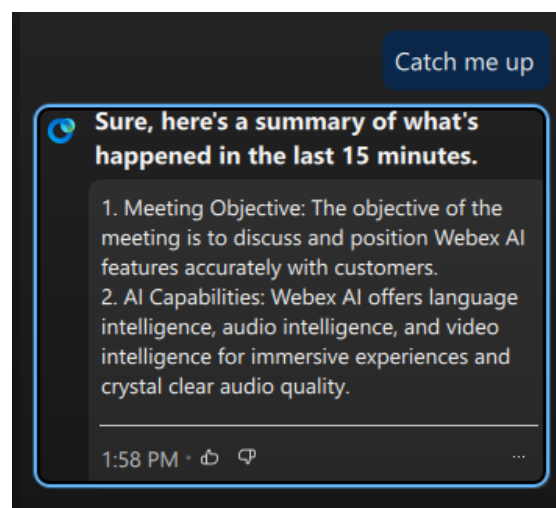 Catch me up
Sure, here's a summary of what's
happened in the last 15 minutes.
1. Meeting Objective: The objective of the
meeting is to discuss and position Webex AI
features accurately with customers.
2. AI Capabilities: Webex AI offers language
intelligence, audio intelligence, and video
intelligence for immersive experiences and
crystal clear audio quality.
1:58 PM •
...